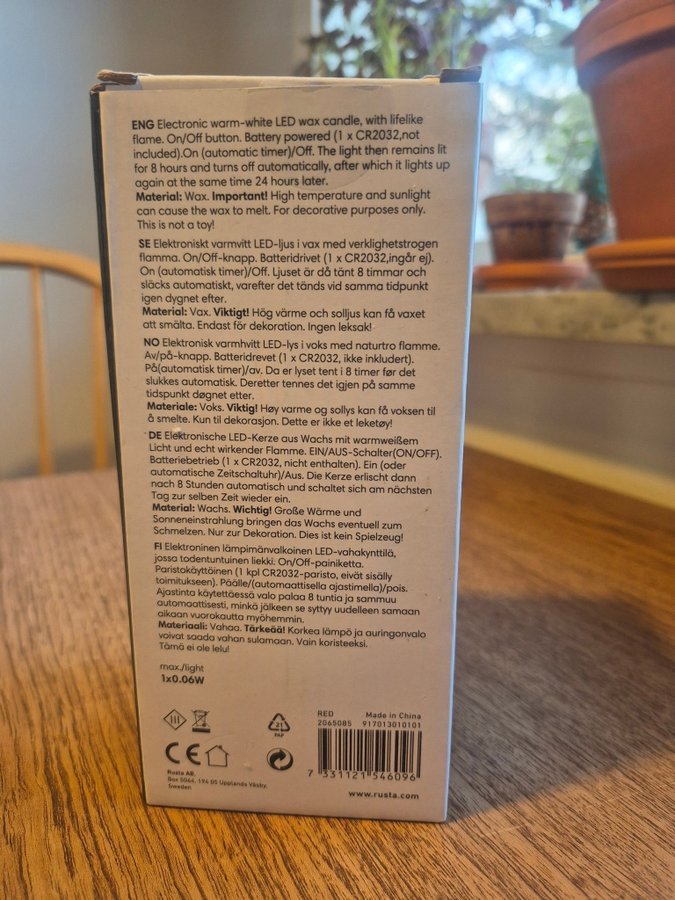 ENG Electronic warm-white LED wax candle, with lifelike
flame. On/Off button. Battery powered (1 x CR2032,not
included).On (automatic timer)/Off. The light then remains lit
for 8 hours and turns off automatically, after which it lights up
again at the same time 24 hours later.
Material: Wax. Important! High temperature and sunlight
can cause the wax to melt. For decorative purposes only.
This is not a toy!
SE Elektroniskt varmvitt LED-ljus i vax med verklighetstrogen
flamma. On/Off-knapp. Batteridrivet (1 x CR2032,ingår ej).
On (automatisk timer)/Off. Ljuset är då tänt 8 timmar och
släcks automatiskt, varefter det tänds vid samma tidpunkt
igen dygnet efter.
Material: Vax. Viktigt! Hög värme och solljus kan få vaxet
att smälta. Endast för dekoration. Ingen leksak!
NO Elektronisk varmhvitt LED-lys i voks med naturtro flamme.
Av/på-knapp. Batteridrevet (1 x CR2032, ikke inkludert).
På(automatisk timer)/av. Da er lyset tent i 8 timer før det
slukkes automatisk. Deretter tennes det igjen på samme
tidspunkt døgnet etter.
Materiale: Voks. Viktig! Høy varme og sollys kan få voksen til
å smelte. Kun til dekorasjon. Dette er ikke et leketøy!
DE Elektronische LED-Kerze aus Wachs mit warmweißem
Licht und echt wirkender Flamme. EIN/AUS-Schalter(ON/OFF).
Batteriebetrieb (1 x CR2032, nicht enthalten). Ein (oder
automatische Zeitschaltuhr)/Aus. Die Kerze erlischt dann
nach 8 Stunden automatisch und schaltet sich am nächsten
Tag zur selben Zeit wieder ein.
Material: Wachs. Wichtig! Große Wärme und
Sonneneinstrahlung bringen das Wachs eventuell zum
Schmelzen. Nur zur Dekoration. Dies ist kein Spielzeug!
FI Elektroninen lämpimänvalkoinen LED-vahakynttilä,
jossa todentuntuinen liekki. On/Off-painiketta.
Paristokäyttöinen (1 kpl CR2032-paristo, eivät sisälly
toimitukseen). Päälle/(automaattisella ajastimella)/pois.
Ajastinta käytettäessä valo palaa 8 tuntia ja sammuu
automaattisesti, minkä jälkeen se syttyy uudelleen samaan
aikaan vuorokautta myöhemmin.
Materiaali: Vahaa. Tärkeää! Korkea lämpö ja auringonvalo
voivat saada vahan sulamaan. Vain koristeeksi.
Tämä ei ole lelu!
max./light
1x0.06W
III
21
PAP
CE
RED Made in China
2065085 917013010101
7 331121 546096
Rusta AB.
Box 5064, 194 05 Upplands Väsby,
Sweden
www.rusta.com